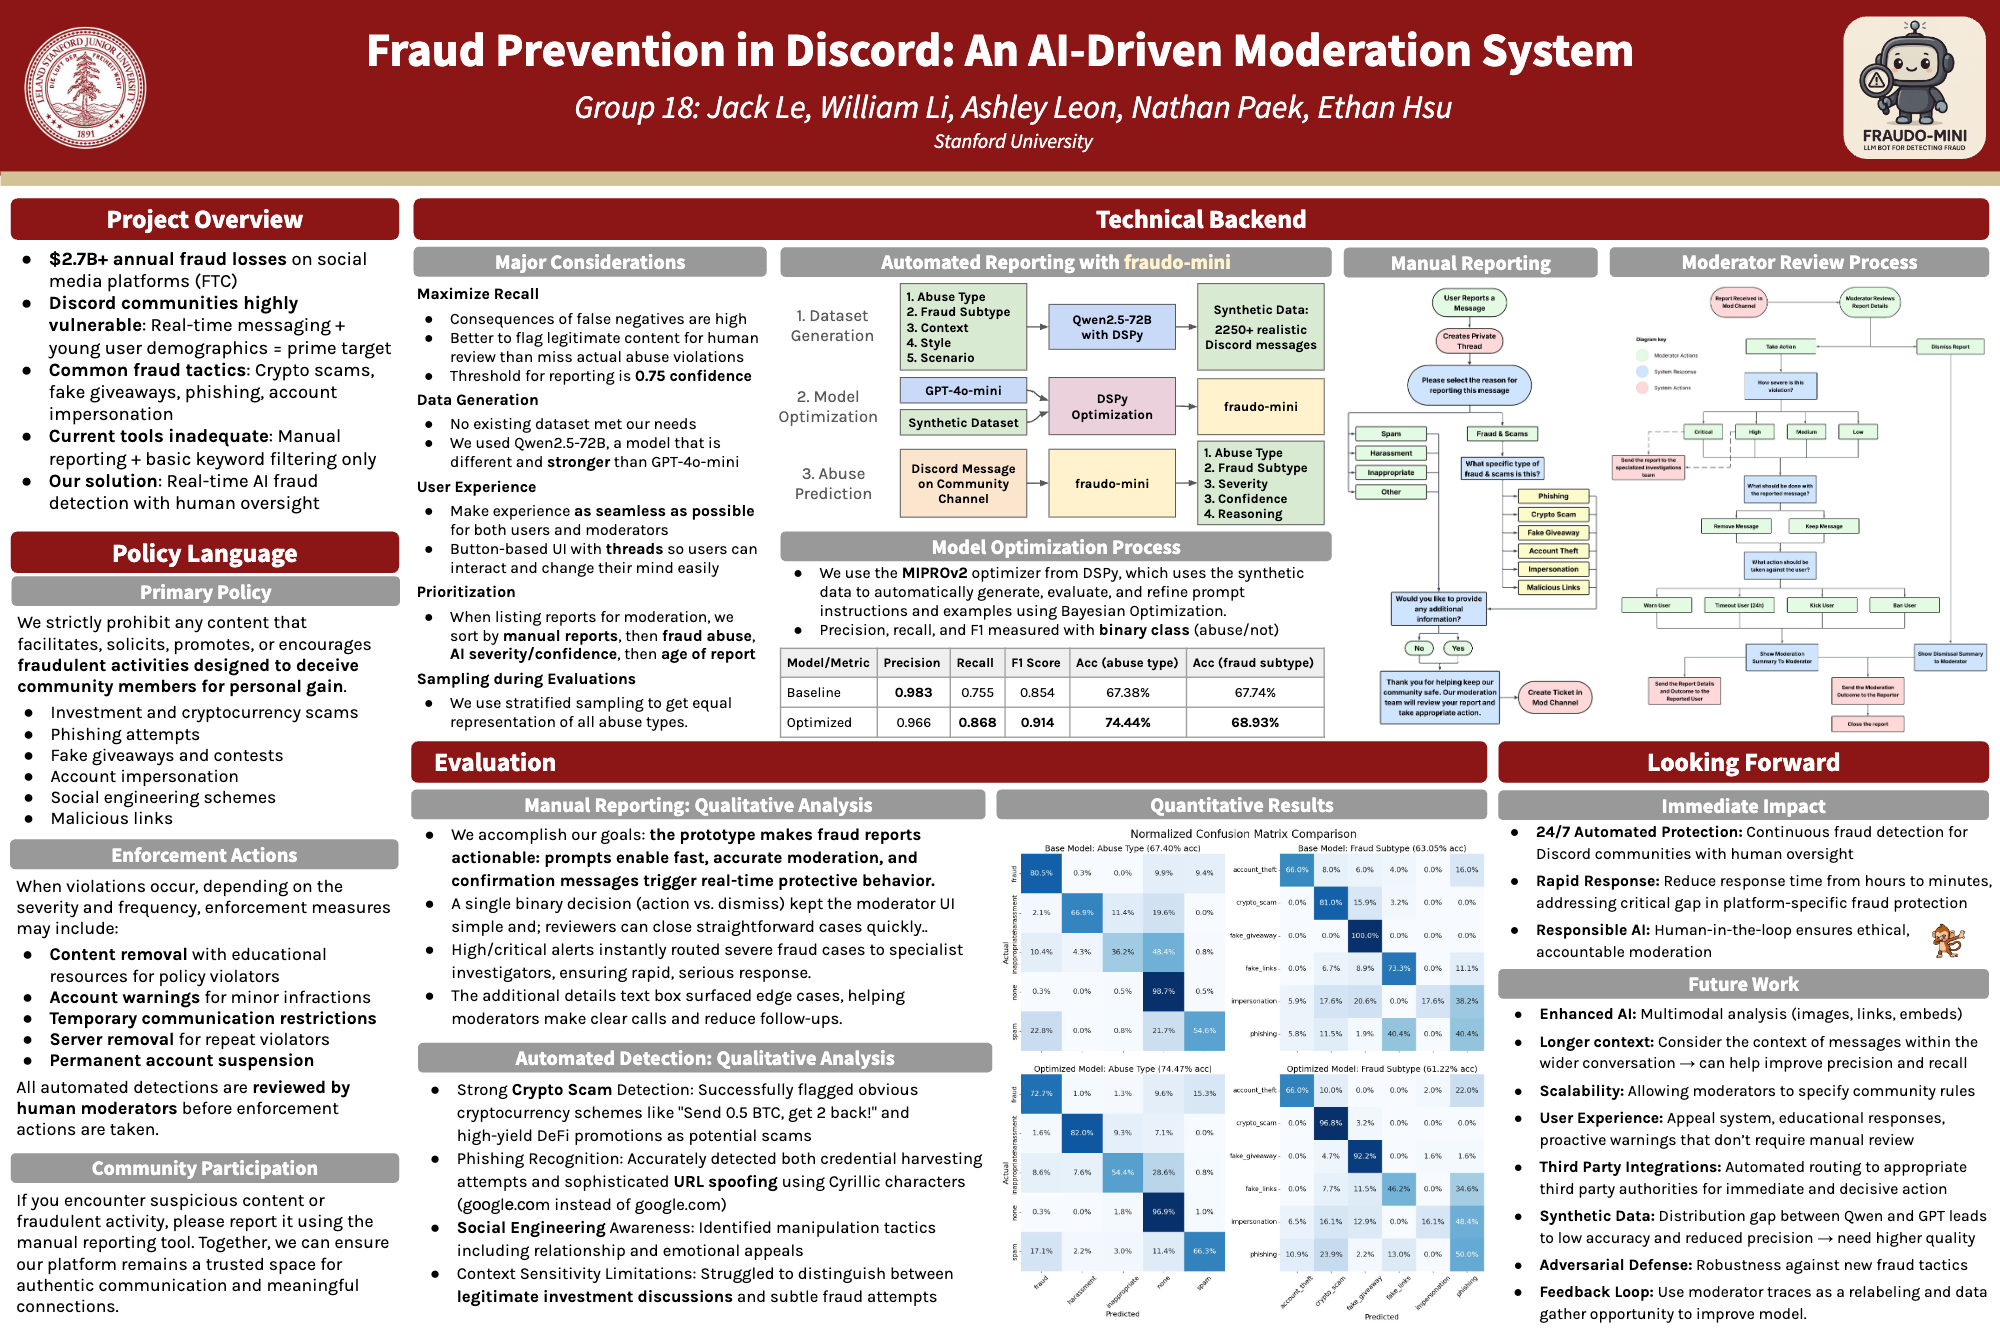 Fraud Prevention in Discord: An AI-Driven Moderation System
Group 18: Jack Le, William Li, Ashley Leon, Nathan Paek, Ethan Hsu
Stanford University
LELAND STANFORD JUNIOR UNIVERSITY
1891
FRAUDO-MINI
LLM BOT FOR DETECTING FRAUD
Project Overview
● $2.7B+ annual fraud losses on social
media platforms (FTC)
● Discord communities highly
vulnerable: Real-time messaging +
young user demographics = prime target
● Common fraud tactics: Crypto scams,
fake giveaways, phishing, account
impersonation
● Current tools inadequate: Manual
reporting + basic keyword filtering only
● Our solution: Real-time AI fraud
detection with human oversight
Policy Language
Primary Policy
We strictly prohibit any content that
facilitates, solicits, promotes, or encourages
fraudulent activities designed to deceive
community members for personal gain.
● Investment and cryptocurrency scams
● Phishing attempts
● Fake giveaways and contests
● Account impersonation
● Social engineering schemes
● Malicious links
Enforcement Actions
When violations occur, depending on the
severity and frequency, enforcement measures
may include:
● Content removal with educational
resources for policy violators
● Account warnings for minor infractions
● Temporary communication restrictions
● Server removal for repeat violators
● Permanent account suspension
All automated detections are reviewed by
human moderators before enforcement
actions are taken.
Community Participation
If you encounter suspicious content or
fraudulent activity, please report it using the
manual reporting tool. Together, we can ensure
our platform remains a trusted space for
authentic communication and meaningful
connections.
Technical Backend
Major Considerations
Maximize Recall
● Consequences of false negatives are high
● Better to flag legitimate content for human
review than miss actual abuse violations
● Threshold for reporting is 0.75 confidence
Data Generation
● No existing dataset met our needs
● We used Qwen2.5-72B, a model that is
different and stronger than GPT-4o-mini
User Experience
● Make experience as seamless as possible
for both users and moderators
● Button-based UI with threads so users can
interact and change their mind easily
Prioritization
● When listing reports for moderation, we
sort by manual reports, then fraud abuse,
AI severity/confidence, then age of report
Sampling during Evaluations
● We use stratified sampling to get equal
representation of all abuse types.
Automated Reporting with fraudo-mini
1. Dataset
Generation
1. Abuse Type
2. Fraud Subtype
3. Context
4. Style
5. Scenario
Qwen2.5-72B
with DSPy
Synthetic Data:
2250+ realistic
Discord messages
2. Model
Optimization
GPT-4o-mini
Synthetic Dataset
DSPy
Optimization
fraudo-mini
3. Abuse
Prediction
Discord Message
on Community
Channel
fraudo-mini
1. Abuse Type
2. Fraud Subtype
3. Severity
3. Confidence
4. Reasoning
Model Optimization Process
● We use the MIPROv2 optimizer from DSPy, which uses the synthetic
data to automatically generate, evaluate, and refine prompt
instructions and examples using Bayesian Optimization.
● Precision, recall, and F1 measured with binary class (abuse/not)
Model/Metric Precision Recall F1 Score Acc (abuse type) Acc (fraud subtype)
Baseline 0.983 0.755 0.854 67.38% 67.74%
Optimized 0.966 0.868 0.914 74.44% 68.93%
Manual Reporting
User Reports a
Message
Creates Private
Thread
Please select the reason for
reporting this message
Spam
Harassment
Inappropriate
Other
Fraud & Scams
What specific type of
fraud & scams is this?
Phishing
Crypto Scam
Fake Giveaway
Account Theft
Impersonation
Malicious Links
Would you like to provide
any additional
information?
No
Yes
Thank you for helping keep our
community safe. Our moderation
team will review your report and
take appropriate action.
Create Ticket in
Mod Channel
Moderator Review Process
Report Received in
Mod Channel
Moderator Reviews
Report Details
Diagram key
Moderator Actions
System Response
System Actions
Take Action
Dismiss Report
How severe is this
violation?
Critical
High
Medium
Low
Send the report to the
specialized investigations
team
What should be done with
the reported message?
Remove Message
Keep Message
What action should be
taken against the user?
Warn User
Timeout User (24h)
Kick User
Ban User
Show Moderation
Summary To Moderator
Show Dismissal Summary
to Moderator
Send the Report Details
and Outcome to the
Reported User
Send the Moderation
Outcome to the Reporter
Close the report
Evaluation
Manual Reporting: Qualitative Analysis
● We accomplish our goals: the prototype makes fraud reports
actionable: prompts enable fast, accurate moderation, and
confirmation messages trigger real-time protective behavior.
● A single binary decision (action vs. dismiss) kept the moderator UI
simple and; reviewers can close straightforward cases quickly..
● High/critical alerts instantly routed severe fraud cases to specialist
investigators, ensuring rapid, serious response.
● The additional details text box surfaced edge cases, helping
moderators make clear calls and reduce follow-ups.
Automated Detection: Qualitative Analysis
● Strong Crypto Scam Detection: Successfully flagged obvious
cryptocurrency schemes like "Send 0.5 BTC, get 2 back!" and
high-yield DeFi promotions as potential scams
● Phishing Recognition: Accurately detected both credential harvesting
attempts and sophisticated URL spoofing using Cyrillic characters
(google.com instead of google.com)
● Social Engineering Awareness: Identified manipulation tactics
including relationship and emotional appeals
● Context Sensitivity Limitations: Struggled to distinguish between
legitimate investment discussions and subtle fraud attempts
Quantitative Results
Normalized Confusion Matrix Comparison
Base Model: Abuse Type (67.40% acc)
Actual
fraud 80.5% 0.3% 0.0% 9.9% 9.4%
harassment 2.1% 66.9% 11.4% 19.6% 0.0%
inappropriate 10.4% 4.3% 36.2% 48.4% 0.8%
none 0.3% 0.0% 0.5% 98.7% 0.5%
spam 22.8% 0.0% 0.8% 21.7% 54.6%
Base Model: Fraud Subtype (63.05% acc)
account_theft 66.0% 8.0% 6.0% 4.0% 0.0% 16.0%
crypto_scam 0.0% 81.0% 15.9% 3.2% 0.0% 0.0%
fake_giveaway 0.0% 0.0% 100.0% 0.0% 0.0% 0.0%
fake_links 0.0% 6.7% 8.9% 73.3% 0.0% 11.1%
impersonation 5.9% 17.6% 20.6% 0.0% 17.6% 38.2%
phishing 5.8% 11.5% 1.9% 40.4% 0.0% 40.4%
Optimized Model: Abuse Type (74.47% acc)
Actual
fraud 72.7% 1.0% 1.3% 9.6% 15.3%
harassment 1.6% 82.0% 9.3% 7.1% 0.0%
inappropriate 8.6% 7.6% 54.4% 28.6% 0.8%
none 0.3% 0.0% 1.8% 96.9% 1.0%
spam 17.1% 2.2% 3.0% 11.4% 66.3%
fraud harassment inappropriate none spam
Predicted
Optimized Model: Fraud Subtype (61.22% acc)
account_theft 66.0% 10.0% 0.0% 0.0% 2.0% 22.0%
crypto_scam 0.0% 96.8% 3.2% 0.0% 0.0% 0.0%
fake_giveaway 0.0% 4.7% 92.2% 0.0% 1.6% 1.6%
fake_links 0.0% 7.7% 11.5% 46.2% 0.0% 34.6%
impersonation 6.5% 16.1% 12.9% 0.0% 16.1% 48.4%
phishing 10.9% 23.9% 2.2% 13.0% 0.0% 50.0%
account_theft crypto_scam fake_giveaway fake_links impersonation phishing
Predicted
Looking Forward
Immediate Impact
● 24/7 Automated Protection: Continuous fraud detection for
Discord communities with human oversight
● Rapid Response: Reduce response time from hours to minutes,
addressing critical gap in platform-specific fraud protection
● Responsible AI: Human-in-the-loop ensures ethical,
accountable moderation
Future Work
● Enhanced AI: Multimodal analysis (images, links, embeds)
● Longer context: Consider the context of messages within the
wider conversation → can help improve precision and recall
● Scalability: Allowing moderators to specify community rules
● User Experience: Appeal system, educational responses,
proactive warnings that don't require manual review
● Third Party Integrations: Automated routing to appropriate
third party authorities for immediate and decisive action
● Synthetic Data: Distribution gap between Qwen and GPT leads
to low accuracy and reduced precision → need higher quality
● Adversarial Defense: Robustness against new fraud tactics
● Feedback Loop: Use moderator traces as a relabeling and data
gather opportunity to improve model.